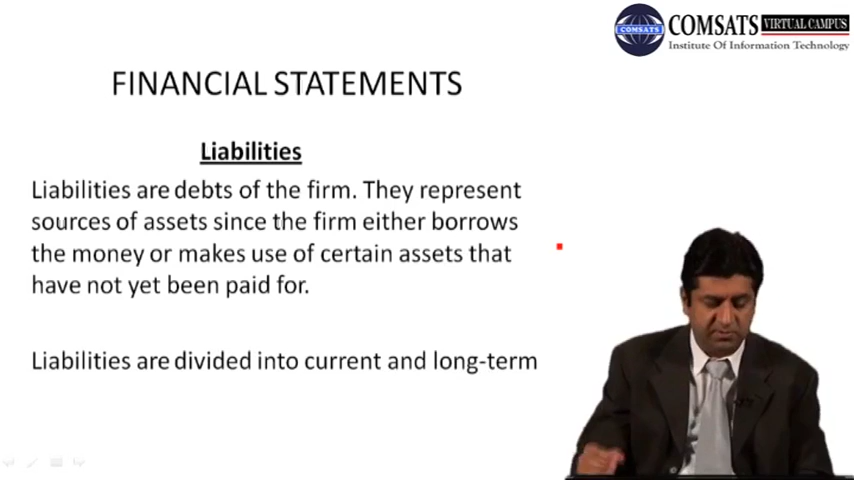 COMSATS VIRTUAL CAMPUS
Institute Of Information Technology
COMSATS
FINANCIAL STATEMENTS
Liabilities
Liabilities are debts of the firm. They represent
sources of assets since the firm either borrows
the money or makes use of certain assets that
have not yet been paid for.
Liabilities are divided into current and long-term